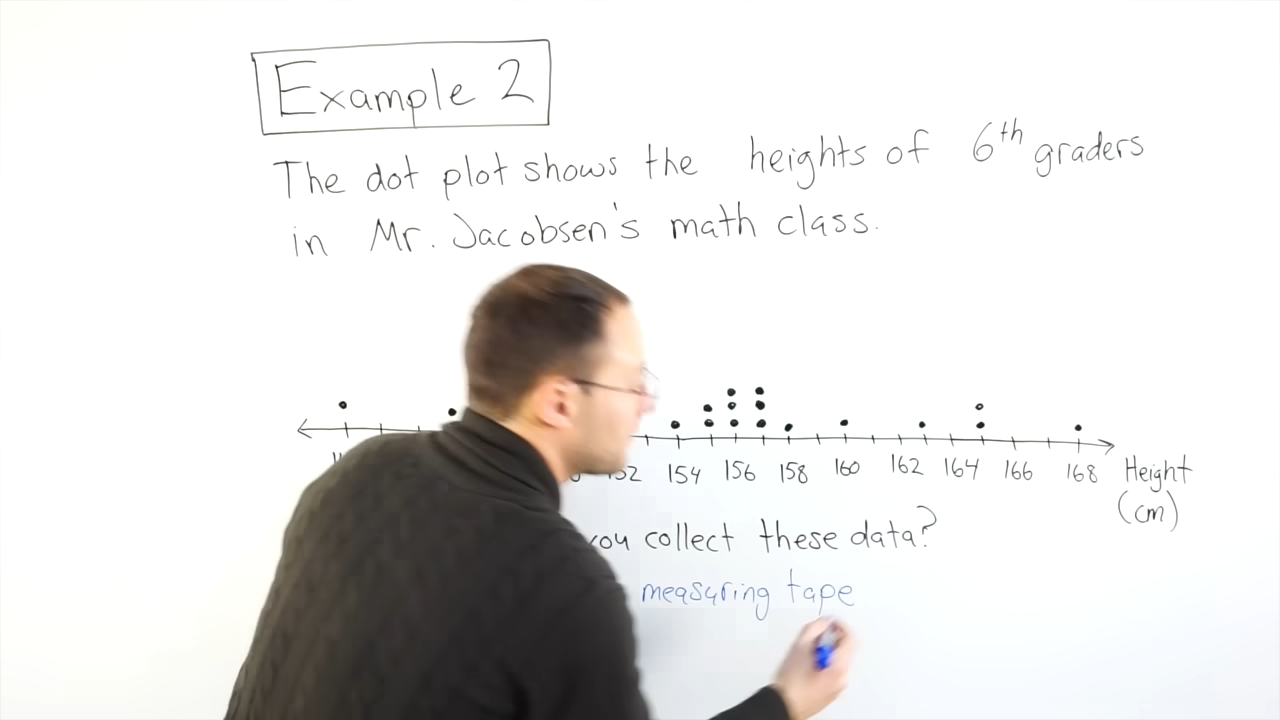 Example 2
The dot plot shows the heights of 6th graders
in Mr. Jacobsen's math class.
154 156 158 160 162 164 166 168 Height
(cm)
you collect these data?
measuring tape